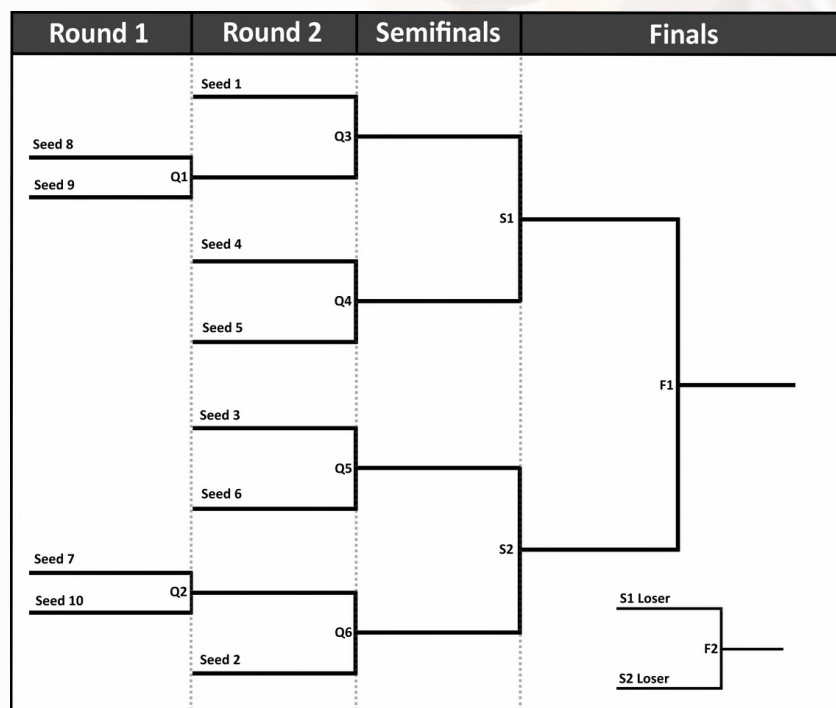 Round 1
Round 2
Semifinals
Finals
Seed 1
Seed 8
Q3
Q1
Seed 9
S1
Seed 4
Q4
Seed 5
F1
Seed 3
Q5
Seed 6
S2
Seed 7
Q2
Seed 10
Q6
Seed 2
S1 Loser
F2
S2 Loser